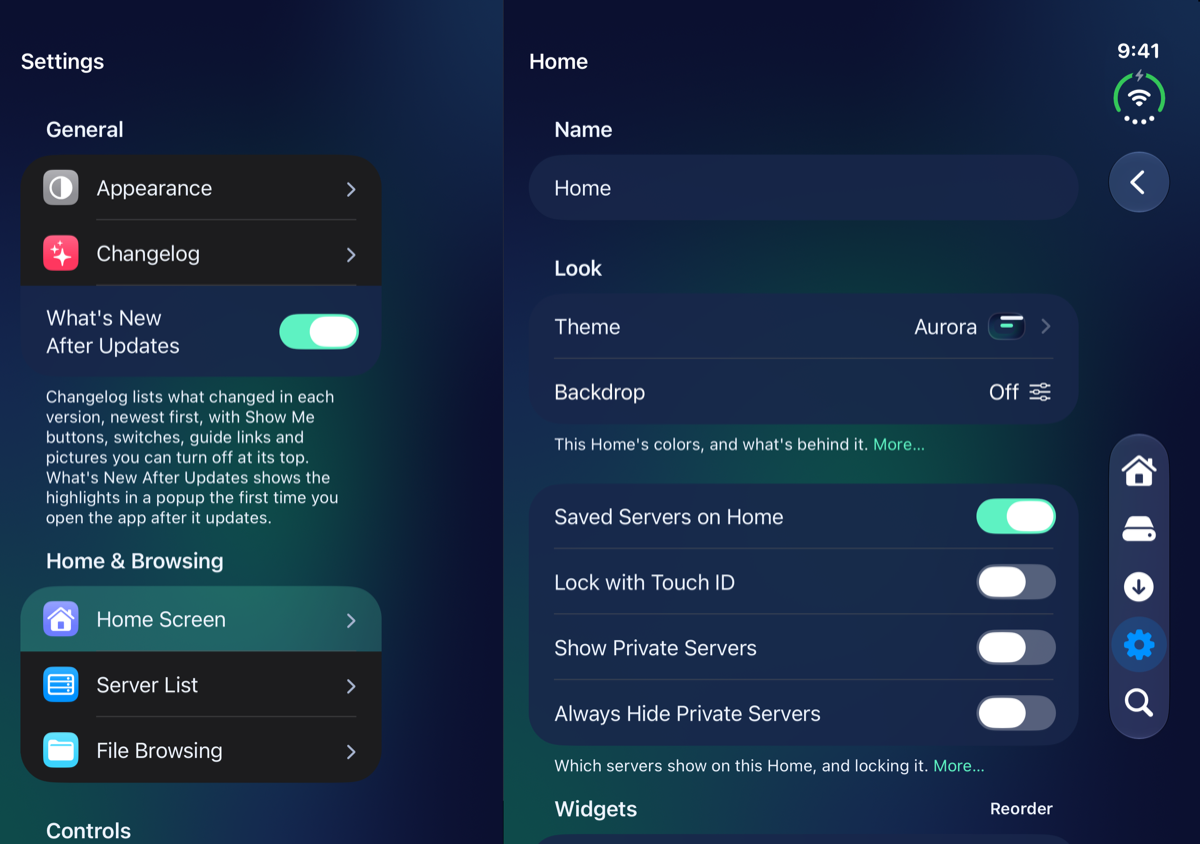 Settings
General
Appearance
Changelog
What's New
After Updates
Changelog lists what changed in each
version, newest first, with Show Me
buttons, switches, guide links and
pictures you can turn off at its top.
What's New After Updates shows the
highlights in a popup the first time you
open the app after it updates.
Home & Browsing
Home Screen
Server List
File Browsing
Controls
Home
Name
Home
Look
Theme
Aurora
Backdrop
Off
This Home's colors, and what's behind it. More...
Saved Servers on Home
Lock with Touch ID
Show Private Servers
Always Hide Private Servers
Which servers show on this Home, and locking it. More...
Widgets
Reorder
9:41